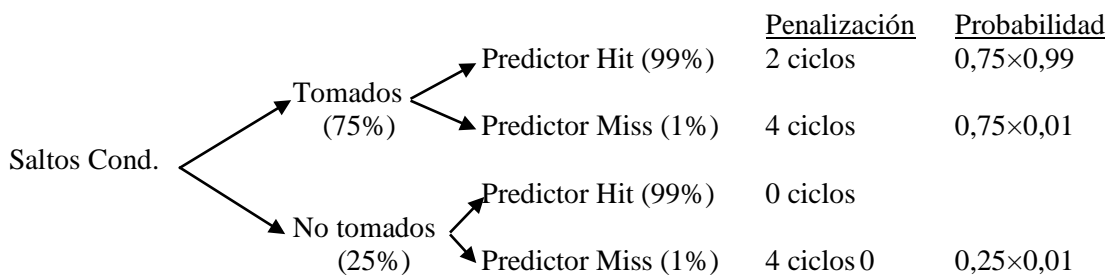 Penalización Probabilidad
Predictor Hit (99%) 2 ciclos 0,75×0,99
Tomados
(75%) Predictor Miss (1%) 4 ciclos 0,75×0,01
Saltos Cond.
Predictor Hit (99%) 0 ciclos
No tomados
(25%) Predictor Miss (1%) 4 ciclos 0 0,25×0,01